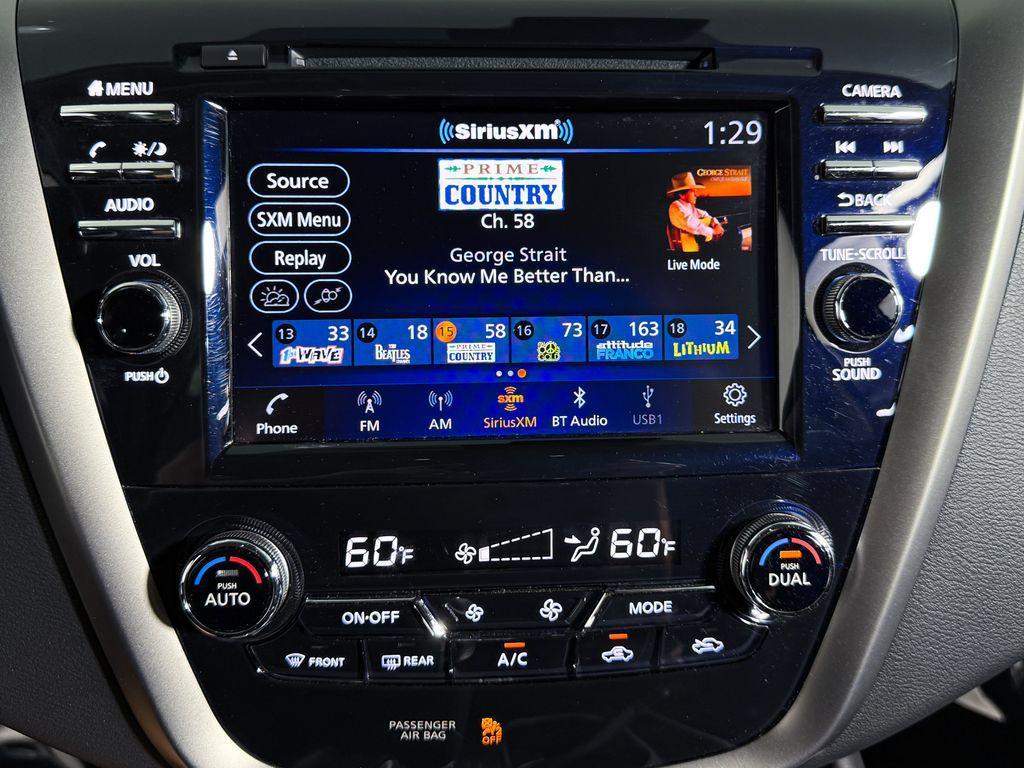 MENU
CAMERA
SiriusXM
1:29
AUDIO
VOL
PUSH
BACK
TUNE·SCROLL
PUSH
SOUND
Source
SXM Menu
Replay
PRIME
COUNTRY
Ch. 58
George Strait
You Know Me Better Than...
GEORGE STRAIT
Live Mode
13 33 1st WAVE
14 18 THE BEATLES
15 58 PRIME COUNTRY
16 73
17 163 attitude FRANCO
18 34 LITHIUM
Phone
FM
AM
sxm
SiriusXM
BT Audio
USB1
Settings
60°F
60°F
PUSH
AUTO
PUSH
DUAL
ON·OFF
MODE
FRONT
REAR
A/C
PASSENGER
AIR BAG
OFF